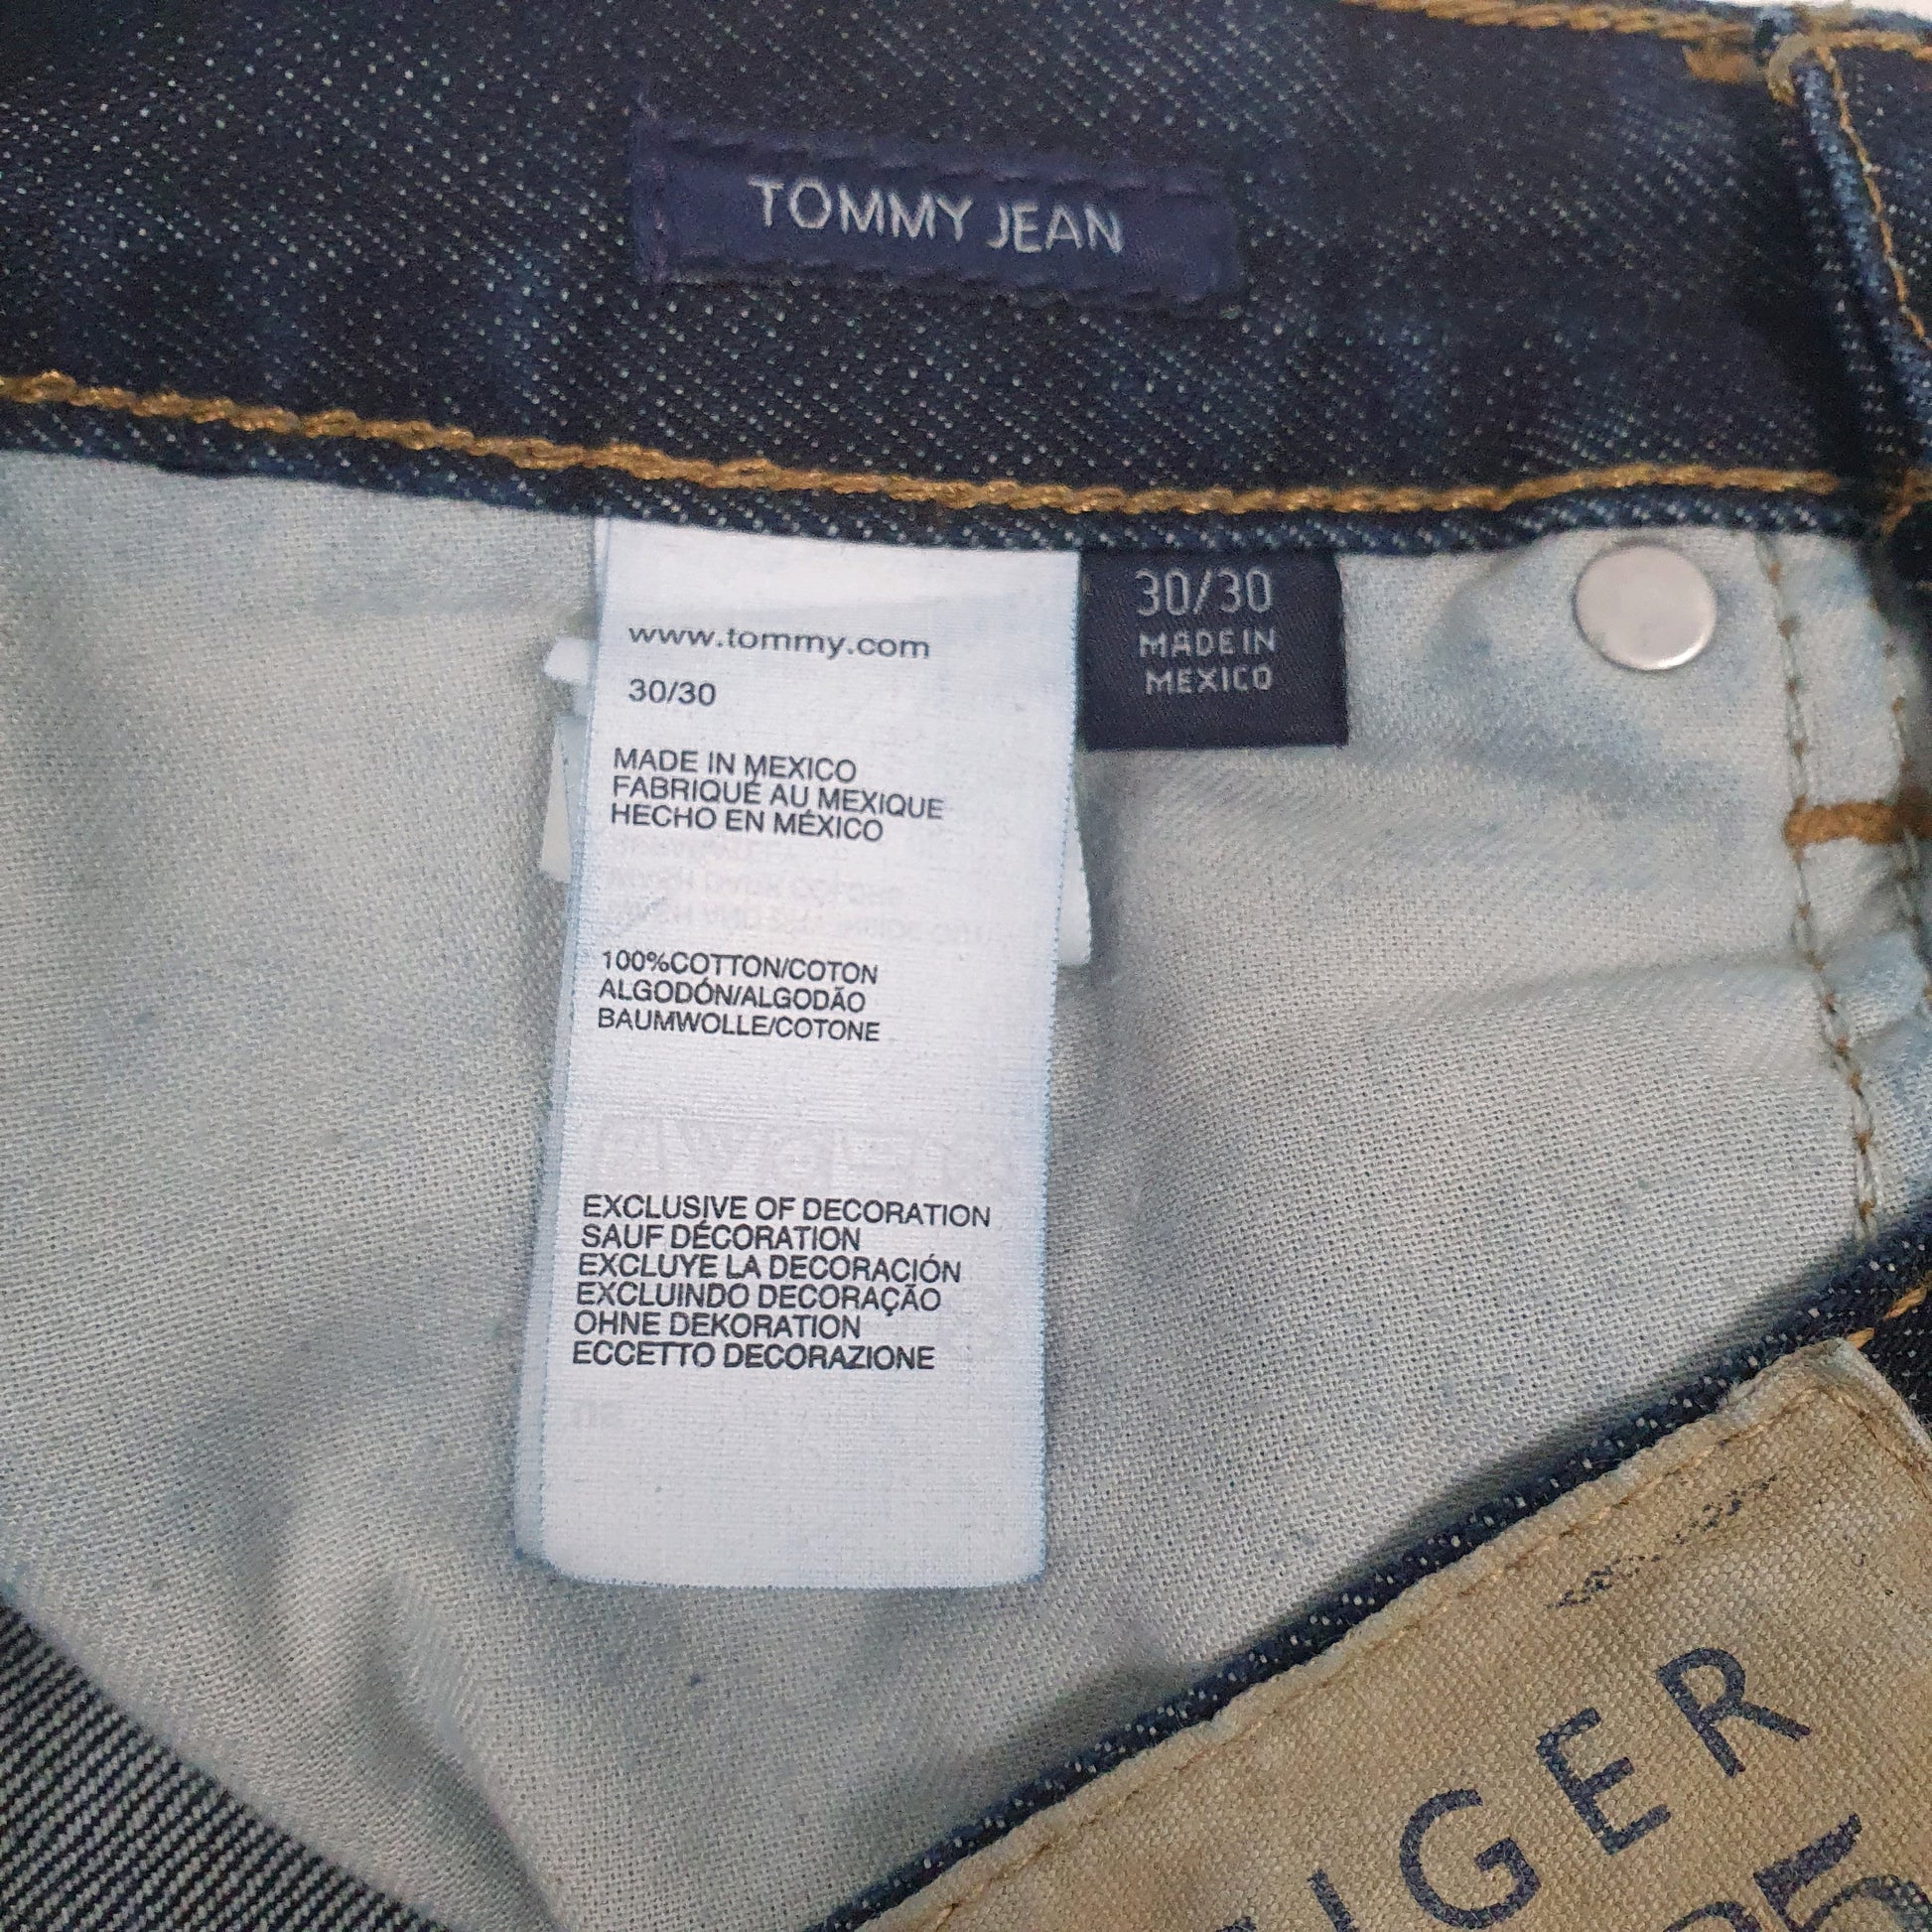 TOMMY JEAN
www.tommy.com
30/30
MADE IN MEXICO
FABRIQUÉ AU MEXIQUE
HECHO EN MÉXICO
100%COTTON/COTON
ALGODÓN/ALGODÃO
BAUMWOLLE/COTONE
EXCLUSIVE OF DECORATION
SAUF DÉCORATION
EXCLUYE LA DECORACIÓN
EXCLUINDO DECORAÇÃO
OHNE DEKORATION
ECCETTO DECORAZIONE
30/30
MADE IN
MEXICO
IGER
85